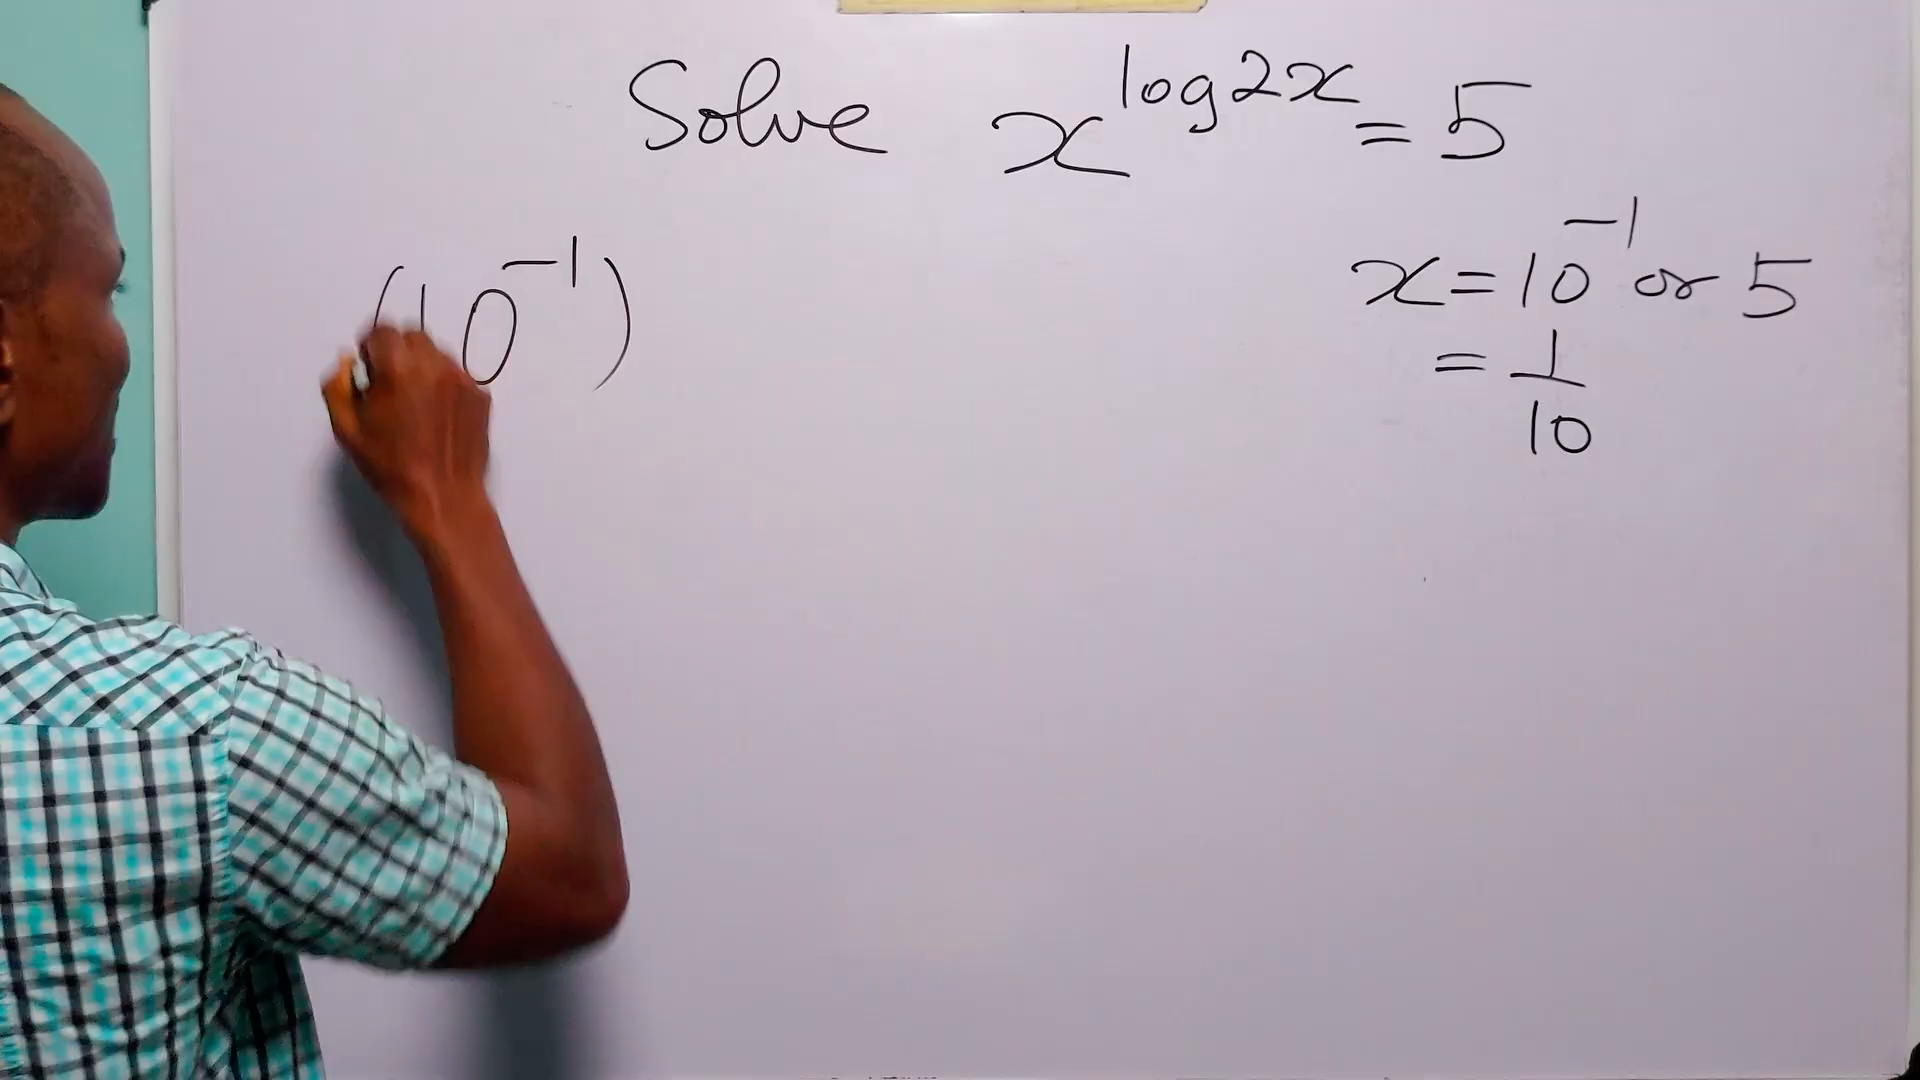 Solve x^log2x = 5
(10^-1)
x = 10^-1 or 5
= 1/10